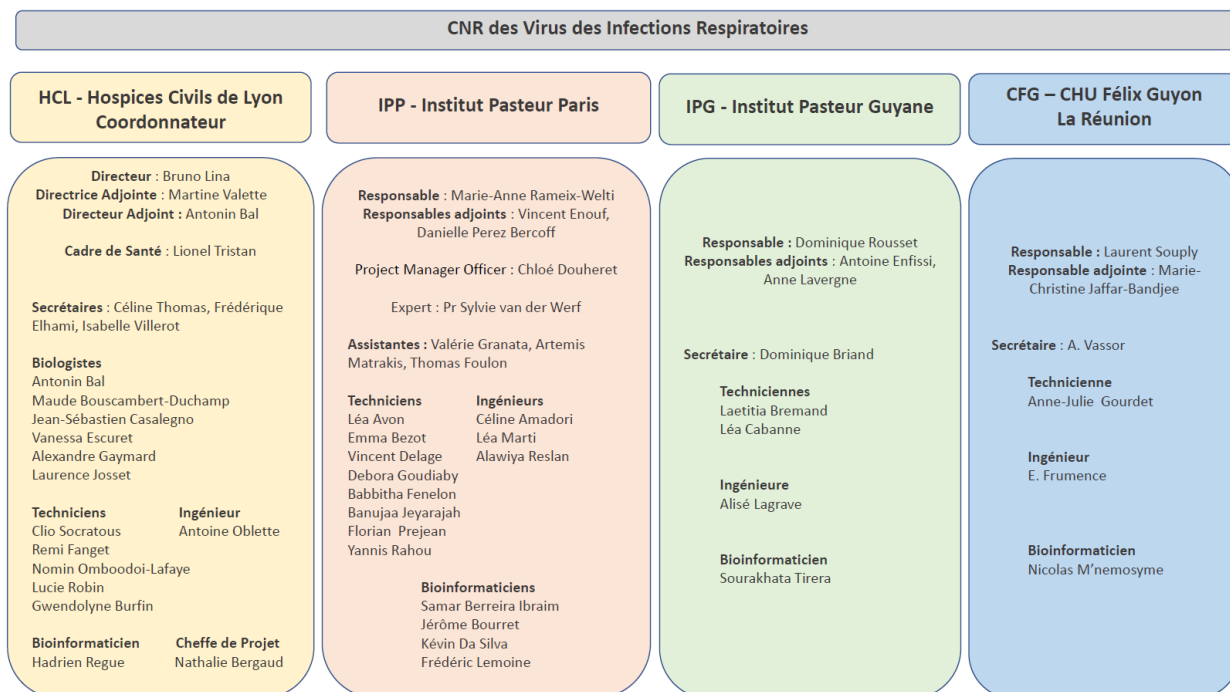 CNR des Virus des Infections Respiratoires
HCL - Hospices Civils de Lyon
Coordonnateur
Directeur : Bruno Lina
Directrice Adjointe : Martine Valette
Directeur Adjoint : Antonin Bal
Cadre de Santé : Lionel Tristan
Secrétaires : Céline Thomas, Frédérique
Elhami, Isabelle Villerot
Biologistes
Antonin Bal
Maude Bouscambert-Duchamp
Jean-Sébastien Casalegno
Vanessa Escuret
Alexandre Gaymard
Laurence Josset
Techniciens
Clio Socratous
Remi Fanget
Nomin Omboodoi-Lafaye
Lucie Robin
Gwendolyne Burfin
Ingénieur
Antoine Oblette
Bioinformaticien
Hadrien Regue
Cheffe de Projet
Nathalie Bergaud
IPP - Institut Pasteur Paris
Responsable : Marie-Anne Rameix-Welti
Responsables adjoints : Vincent Enouf,
Danielle Perez Bercoff
Project Manager Officer : Chloé Douheret
Expert : Pr Sylvie van der Werf
Assistantes : Valérie Granata, Artemis
Matrakis, Thomas Foulon
Techniciens
Léa Avon
Emma Bezot
Vincent Delage
Debora Goudiaby
Babbitha Fenelon
Banujaa Jeyarajah
Florian Prejean
Yannis Rahou
Ingénieurs
Céline Amadori
Léa Marti
Alawiya Reslan
Bioinformaticiens
Samar Berreira Ibraim
Jérôme Bourret
Kévin Da Silva
Frédéric Lemoine
IPG - Institut Pasteur Guyane
Responsable : Dominique Rousset
Responsables adjoints : Antoine Enfissi,
Anne Lavergne
Secrétaire : Dominique Briand
Techniciennes
Laetitia Bremand
Léa Cabanne
Ingénieure
Alisé Lagrave
Bioinformaticien
Sourakhata Tirera
CFG – CHU Félix Guyon
La Réunion
Responsable : Laurent Souply
Responsable adjointe : Marie-
Christine Jaffar-Bandjee
Secrétaire : A. Vassor
Technicienne
Anne-Julie Gourdet
Ingénieur
E. Frumence
Bioinformaticien
Nicolas M’nemosyme